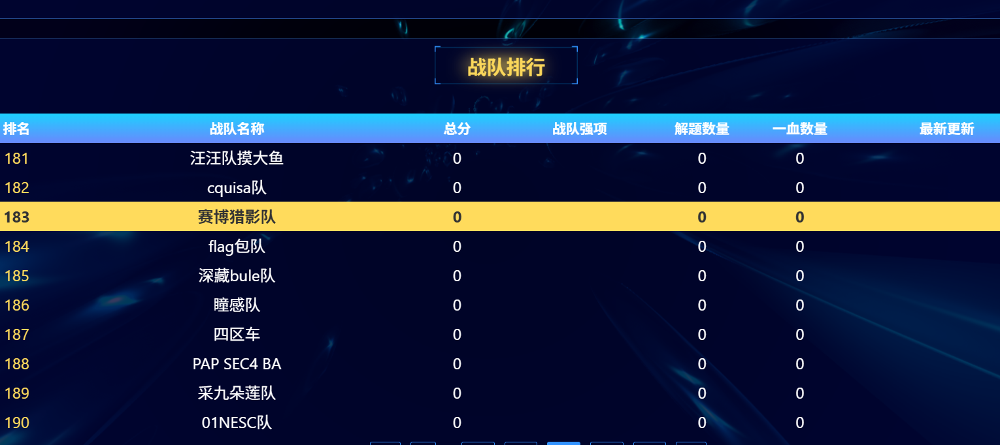 战队排行
排名 战队名称 总分 战队强项 解题数量 一血数量 最新更新
181 汪汪队摸大鱼 0 0 0
182 cquisa队 0 0 0
183 赛博猎影队 0 0 0
184 flag包队 0 0 0
185 深藏bule队 0 0 0
186 瞳感队 0 0 0
187 四区车 0 0 0
188 PAP SEC4 BA 0 0 0
189 采九朵莲队 0 0 0
190 01NESC队 0 0 0